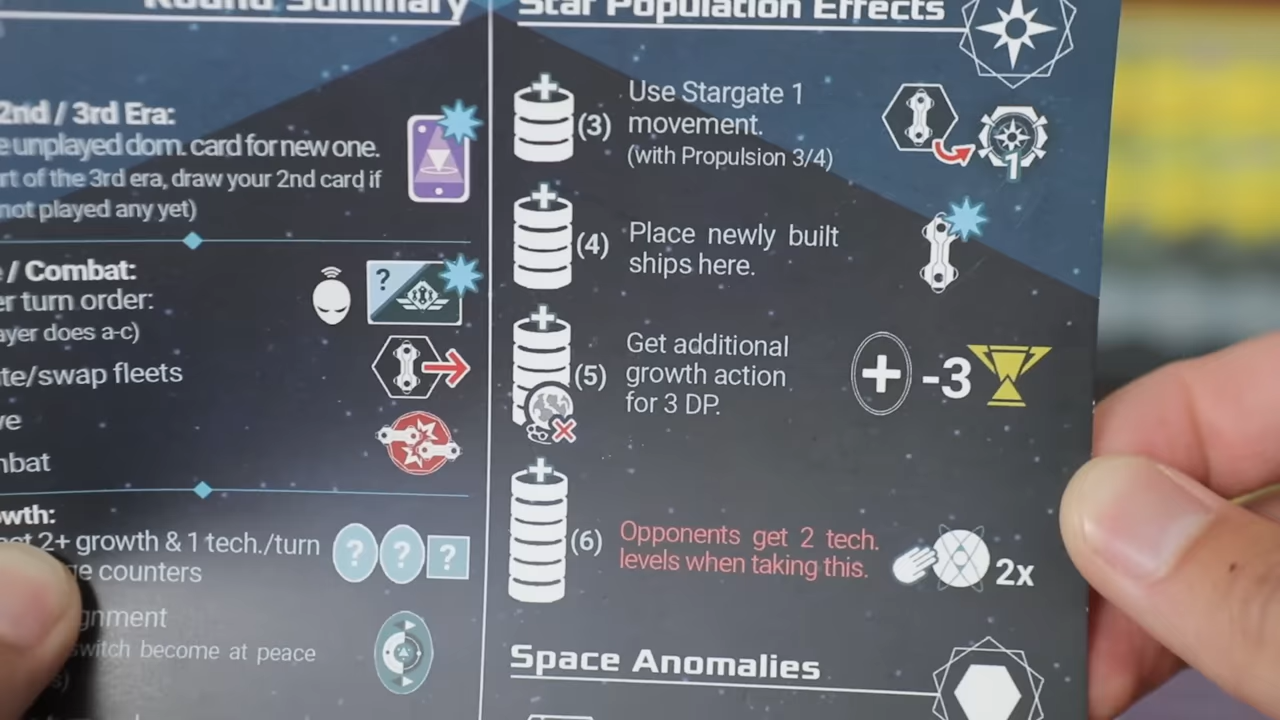 Round Summary
2nd / 3rd Era:
e unplayed dom. card for new one.
rt of the 3rd era, draw your 2nd card if
not played any yet)
?
/ Combat:
er turn order:
ayer does a-c)
te/swap fleets
ve
mbat
wth:
2+ growth & 1 tech./turn
? ? ?
ge counters
gnment
switch become at peace
Star Population Effects
(3)
Use Stargate 1
movement.
(with Propulsion 3/4)
1
(4)
Place newly built
ships here.
(5)
Get additional
growth action
for 3 DP.
+ -3
(6)
Opponents get 2 tech.
levels when taking this.
2x
Space Anomalies